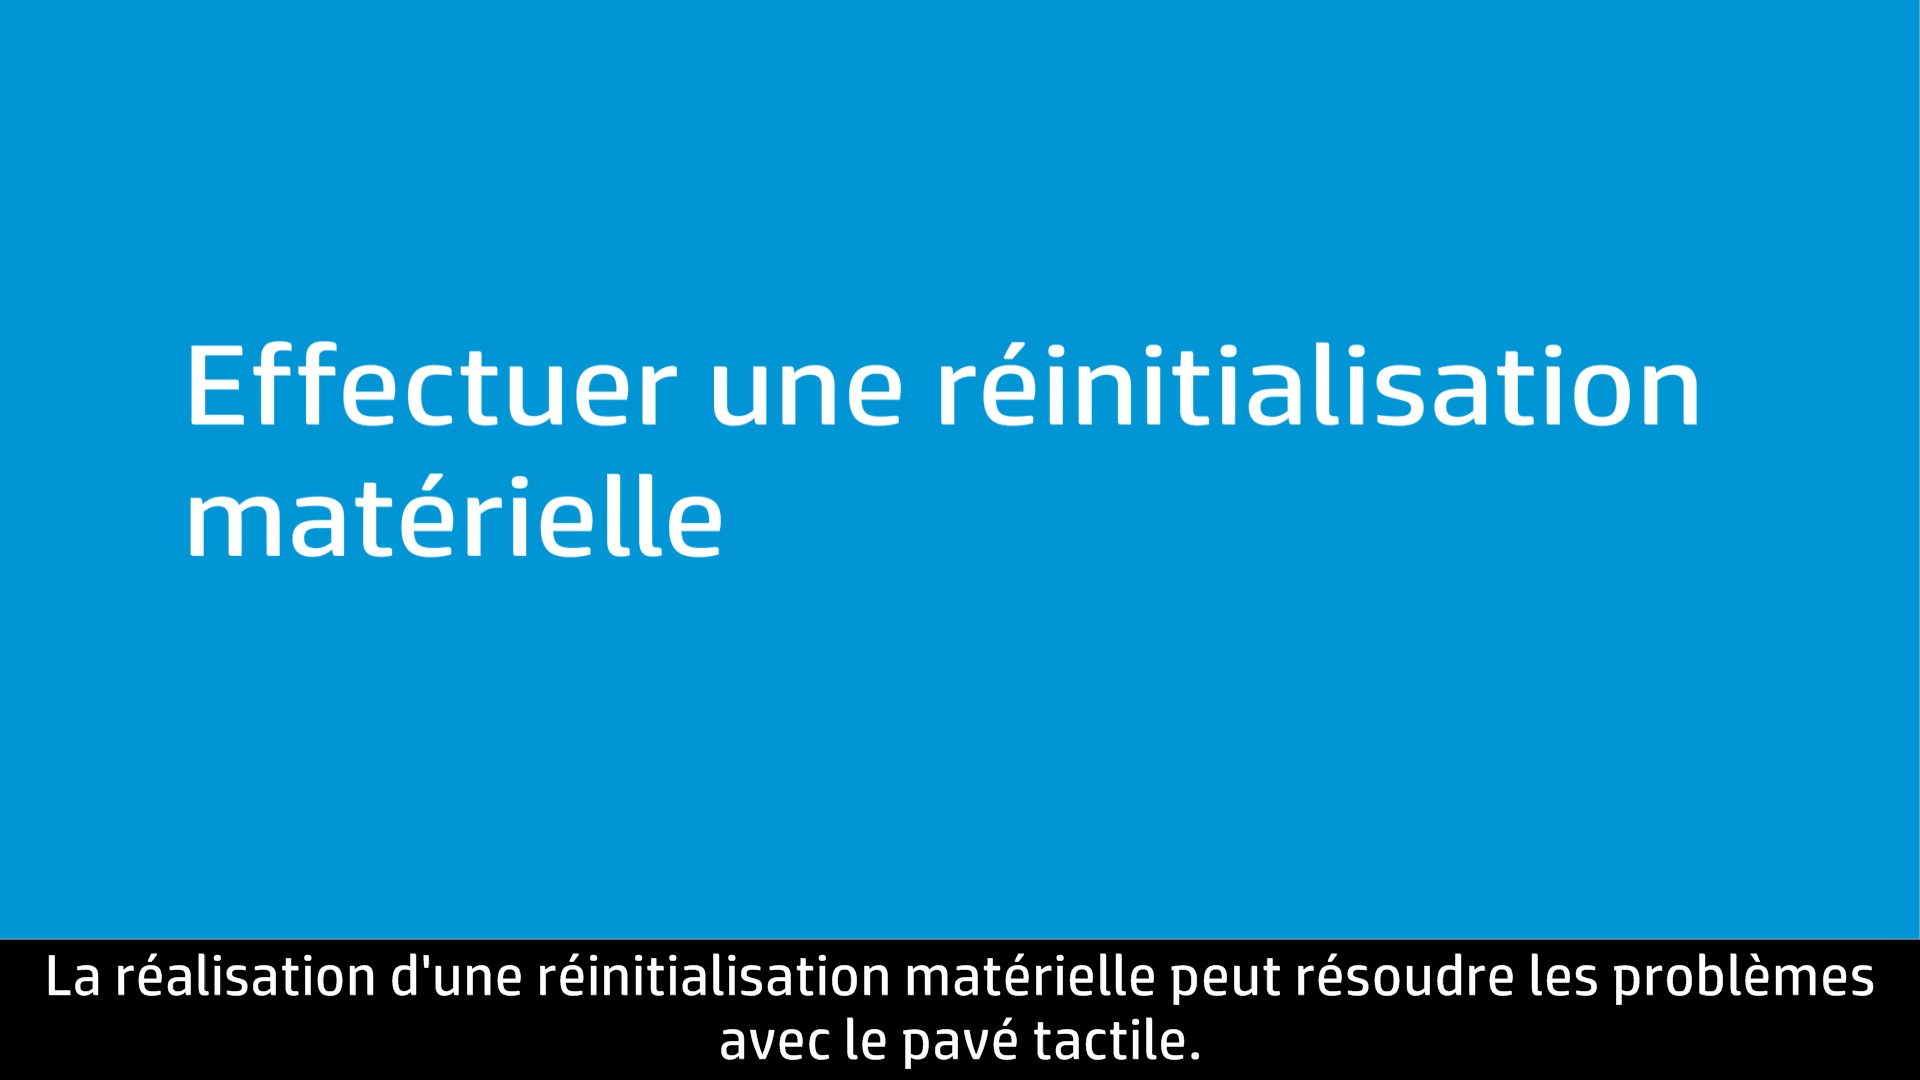 Effectuer une réinitialisation
matérielle
La réalisation d'une réinitialisation matérielle peut résoudre les problèmes
avec le pavé tactile.